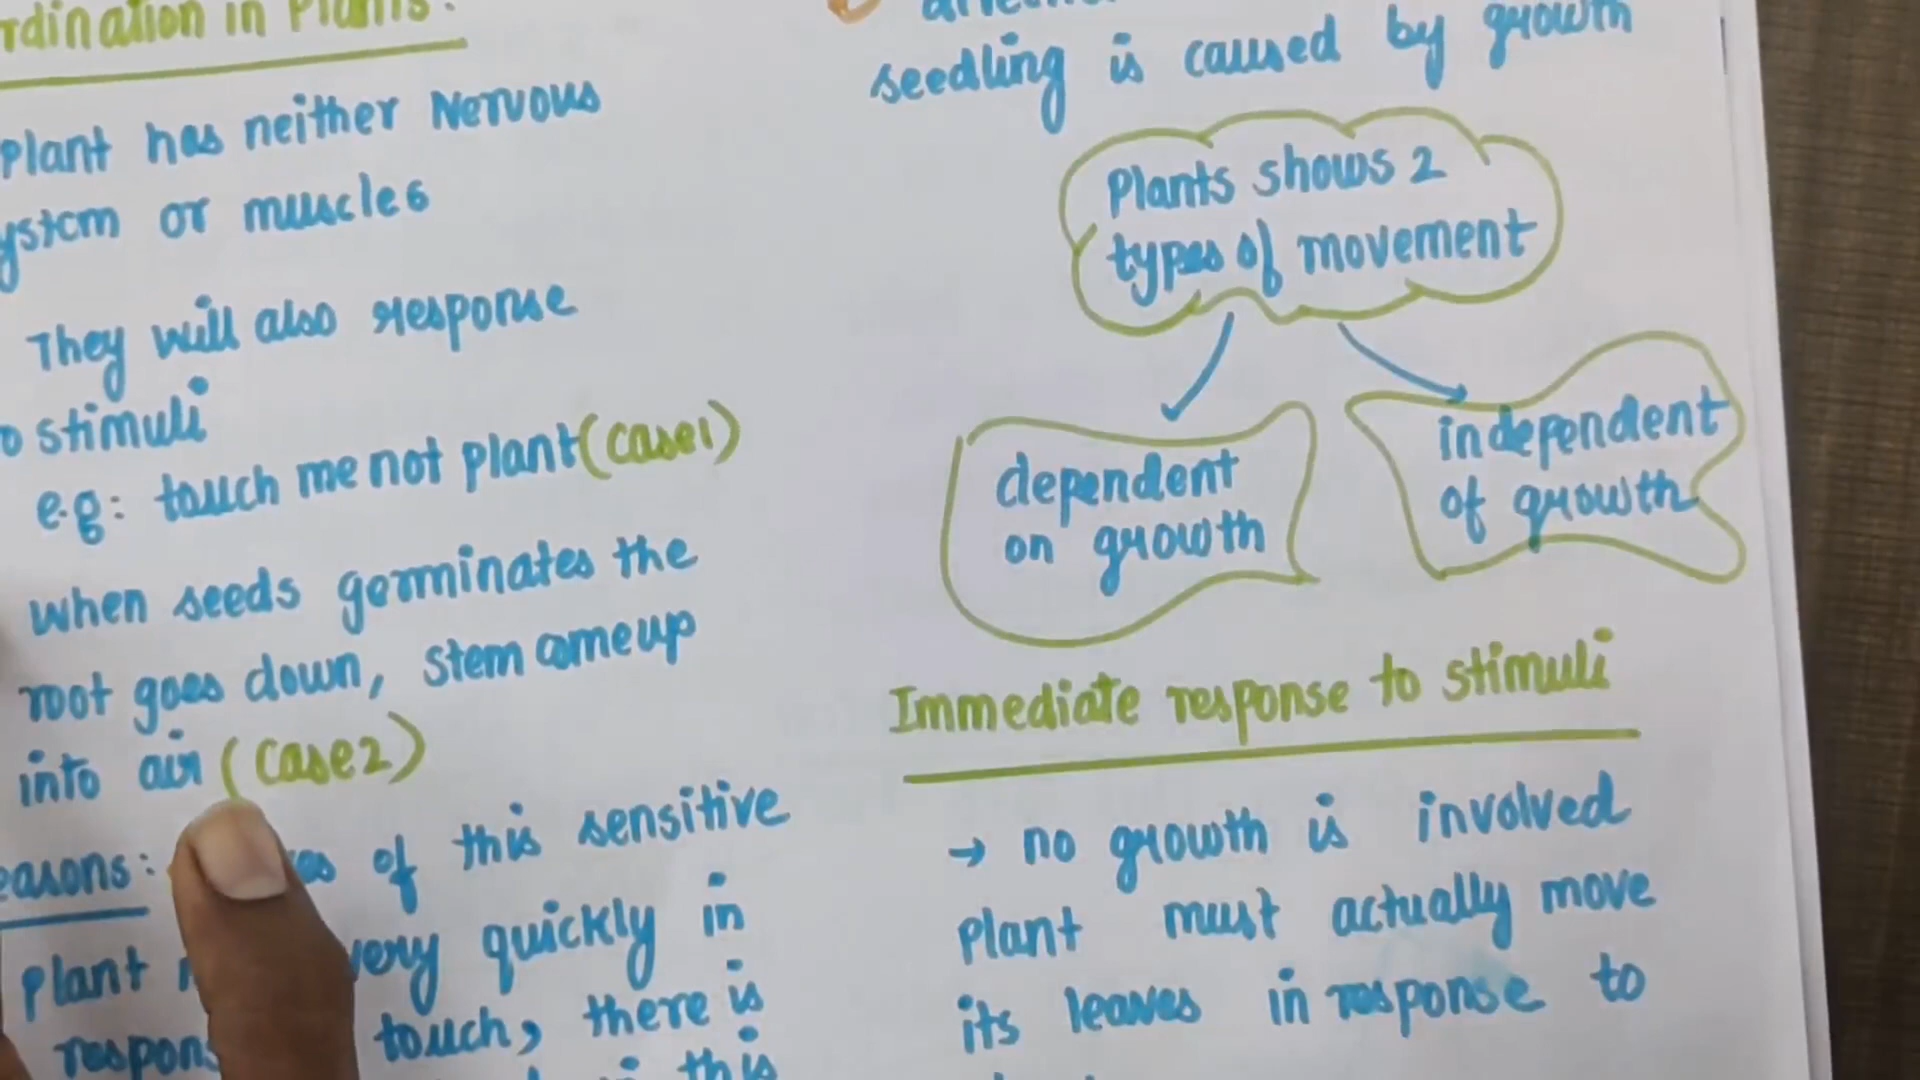 rdination in Plants:
Plant has neither Nervous
ystem or muscles
They will also response
o stimuli
e.g: touch me not plant (case1)
when seeds germinates the
root goes down, stem come up
into air (case2)
easons: of this sensitive
plant very quickly in
respons touch, there is
this
seedling is caused by growth
Plants shows 2
types of movement
dependent
on growth
independent
of growth
Immediate response to stimuli
→ no growth is involved
plant must actually move
its leaves in response to